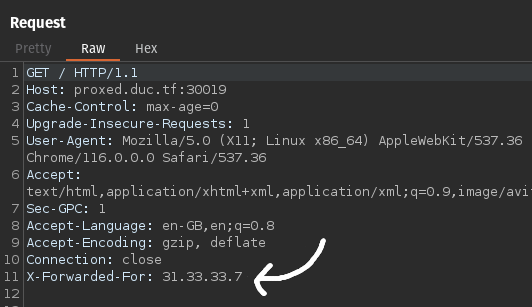 Request
Pretty Raw Hex
1 GET / HTTP/1.1
2 Host: proxed.duc.tf:30019
3 Cache-Control: max-age=0
4 Upgrade-Insecure-Requests: 1
5 User-Agent: Mozilla/5.0 (X11; Linux x86_64) AppleWebKit/537.36
Chrome/116.0.0.0 Safari/537.36
6 Accept:
text/html,application/xhtml+xml,application/xml;q=0.9,image/avi
7 Sec-GPC: 1
8 Accept-Language: en-GB,en;q=0.8
9 Accept-Encoding: gzip, deflate
10 Connection: close
11 X-Forwarded-For: 31.33.33.7
12